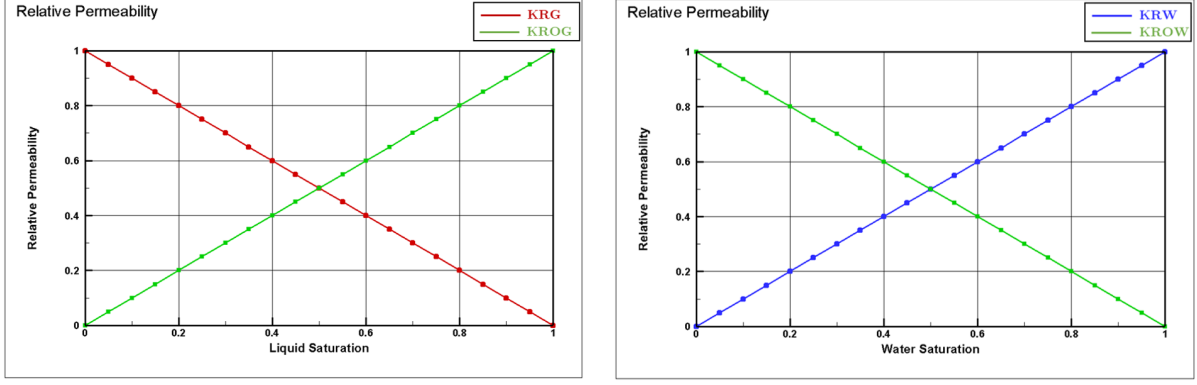 Relative Permeability
KRG
KROG
1
0.8
0.6
0.4
0.2
0
Relative Permeability
0 0.2 0.4 0.6 0.8 1
Liquid Saturation
Relative Permeability
KRW
KROW
1
0.8
0.6
0.4
0.2
0
Relative Permeability
0 0.2 0.4 0.6 0.8 1
Water Saturation